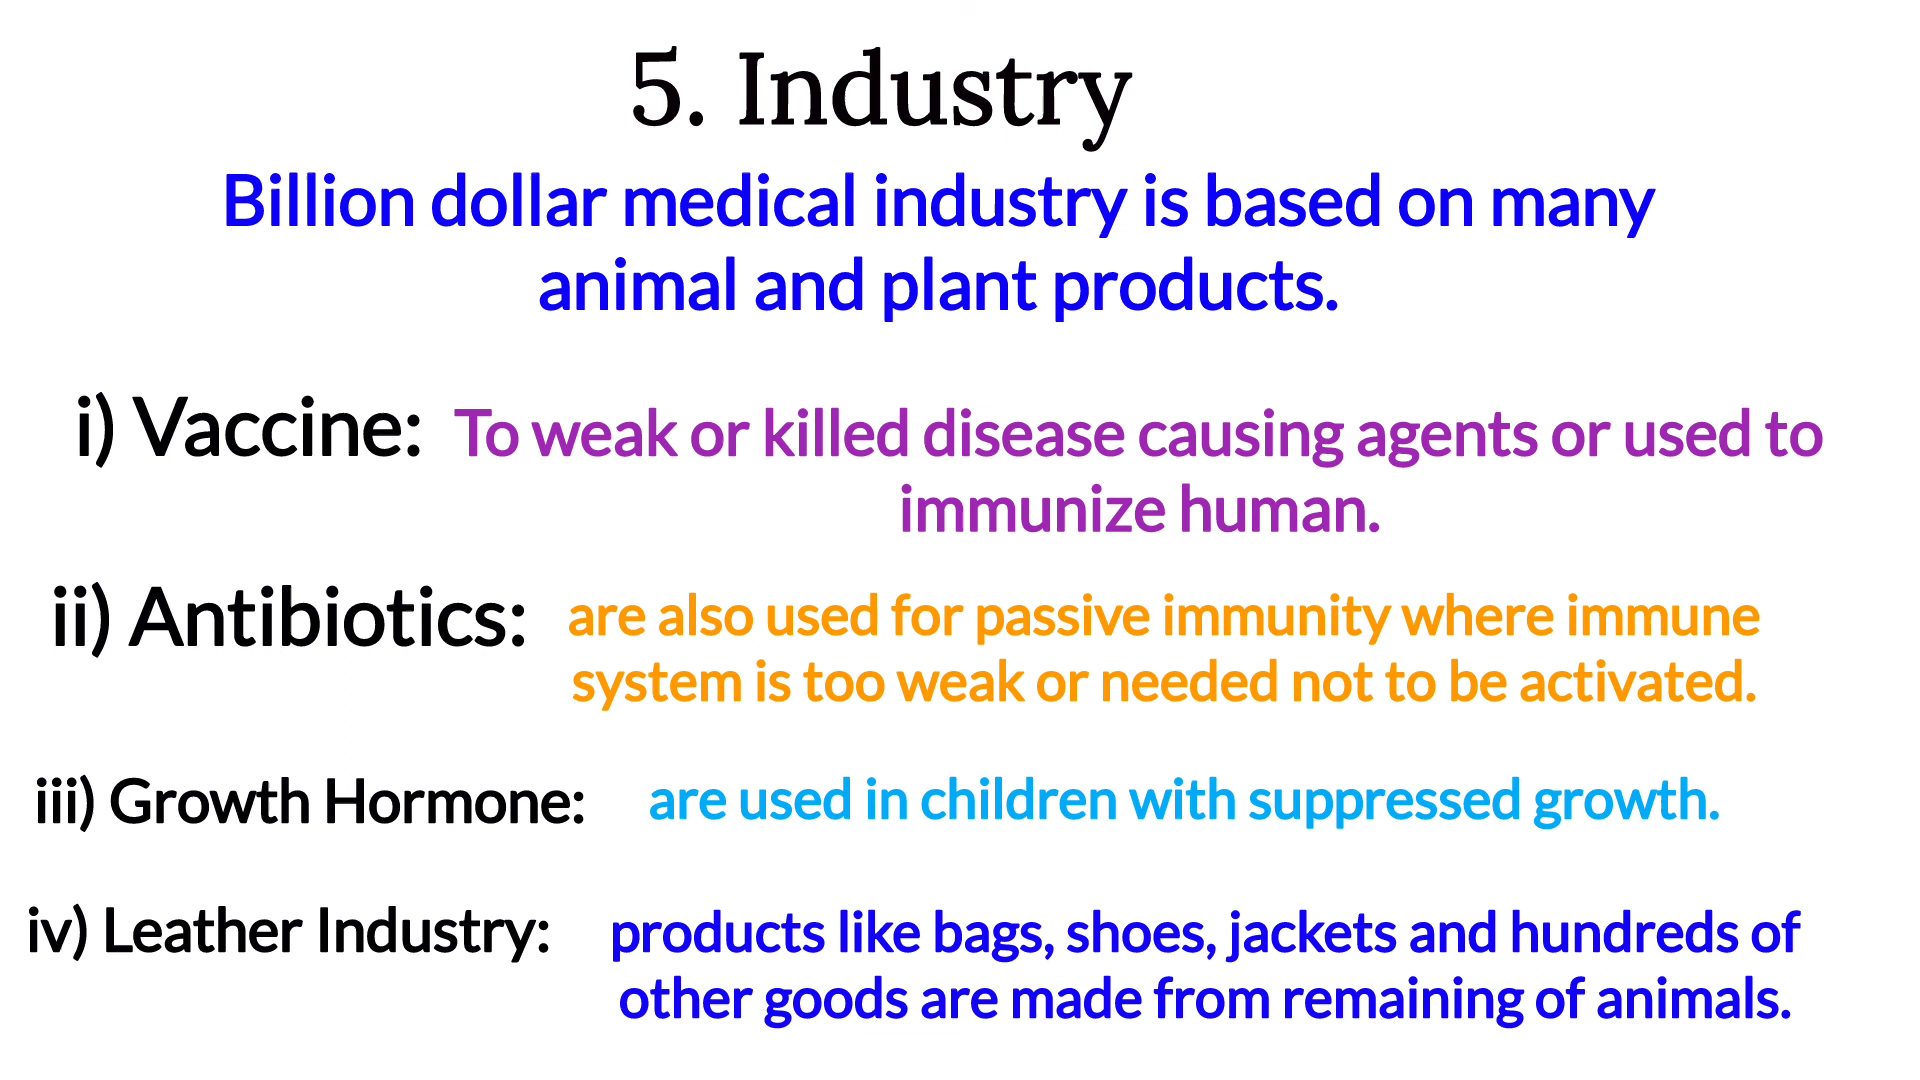 5. Industry
Billion dollar medical industry is based on many
animal and plant products.
i) Vaccine: To weak or killed disease causing agents or used to
immunize human.
ii) Antibiotics: are also used for passive immunity where immune
system is too weak or needed not to be activated.
iii) Growth Hormone: are used in children with suppressed growth.
iv) Leather Industry: products like bags, shoes, jackets and hundreds of
other goods are made from remaining of animals.